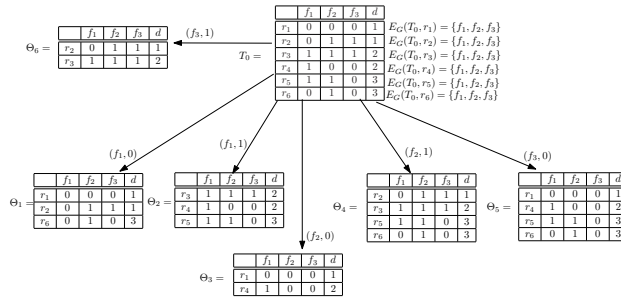 f₁ f₂ f₃ d
r₁ 0 0 0 1 E_G(T₀, r₁) = {f₁, f₂, f₃}
r₂ 0 1 1 1 E_G(T₀, r₂) = {f₁, f₂, f₃}
T₀ = r₃ 1 1 1 2 E_G(T₀, r₃) = {f₁, f₂, f₃}
r₄ 1 0 0 2 E_G(T₀, r₄) = {f₁, f₂, f₃}
r₅ 1 1 0 3 E_G(T₀, r₅) = {f₁, f₂, f₃}
r₆ 0 1 0 3 E_G(T₀, r₆) = {f₁, f₂, f₃}
(f₃, 1)
f₁ f₂ f₃ d
Θ₆ = r₂ 0 1 1 1
r₃ 1 1 1 2
(f₁, 0)
(f₁, 1)
(f₂, 1)
(f₃, 0)
(f₂, 0)
f₁ f₂ f₃ d
Θ₁ = r₁ 0 0 0 1
r₂ 0 1 1 1
r₆ 0 1 0 3
f₁ f₂ f₃ d
Θ₂ = r₃ 1 1 1 2
r₄ 1 0 0 2
r₅ 1 1 0 3
f₁ f₂ f₃ d
r₂ 0 1 1 1
Θ₄ = r₃ 1 1 1 2
r₅ 1 1 0 3
r₆ 0 1 0 3
f₁ f₂ f₃ d
r₁ 0 0 0 1
Θ₅ = r₄ 1 0 0 2
r₅ 1 1 0 3
r₆ 0 1 0 3
f₁ f₂ f₃ d
Θ₃ = r₁ 0 0 0 1
r₄ 1 0 0 2